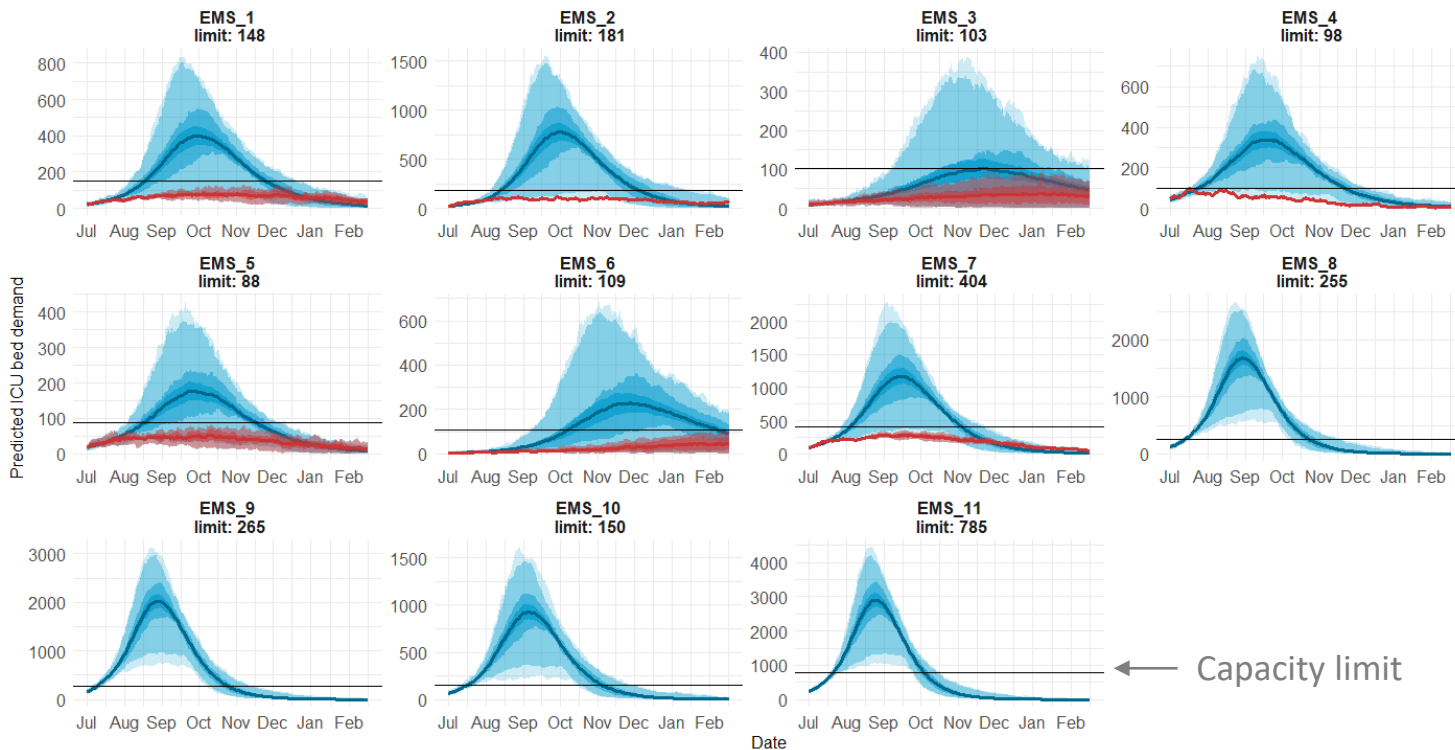 EMS_1
limit: 148
EMS_2
limit: 181
EMS_3
limit: 103
EMS_4
limit: 98
800
600
400
200
0
Jul Aug Sep Oct Nov Dec Jan Feb
1500
1000
500
0
Jul Aug Sep Oct Nov Dec Jan Feb
400
300
200
100
0
Jul Aug Sep Oct Nov Dec Jan Feb
600
400
200
0
Jul Aug Sep Oct Nov Dec Jan Feb
Predicted ICU bed demand
EMS_5
limit: 88
EMS_6
limit: 109
EMS_7
limit: 404
EMS_8
limit: 255
400
300
200
100
0
Jul Aug Sep Oct Nov Dec Jan Feb
600
400
200
0
Jul Aug Sep Oct Nov Dec Jan Feb
2000
1500
1000
500
0
Jul Aug Sep Oct Nov Dec Jan Feb
2000
1000
0
Jul Aug Sep Oct Nov Dec Jan Feb
EMS_9
limit: 265
EMS_10
limit: 150
EMS_11
limit: 785
3000
2000
1000
0
Jul Aug Sep Oct Nov Dec Jan Feb
1500
1000
500
0
Jul Aug Sep Oct Nov Dec Jan Feb
4000
3000
2000
1000
0
Jul Aug Sep Oct Nov Dec Jan Feb
Capacity limit
Date